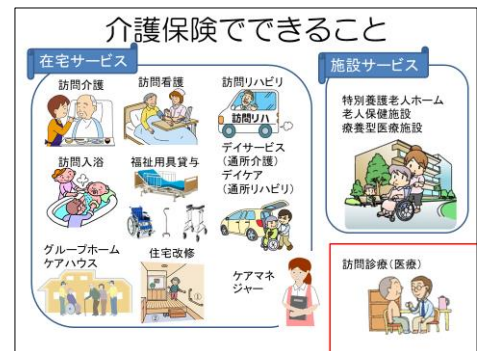 介護保険でできること
在宅サービス
訪問介護
訪問看護
訪問リハビリ
訪問リハ
訪問入浴
福祉用具貸与
デイサービス
（通所介護）
デイケア
（通所リハビリ）
グループホーム
ケアハウス
住宅改修
ケアマネ
ジャー
施設サービス
特別養護老人ホーム
老人保健施設
療養型医療施設
訪問診療（医療）